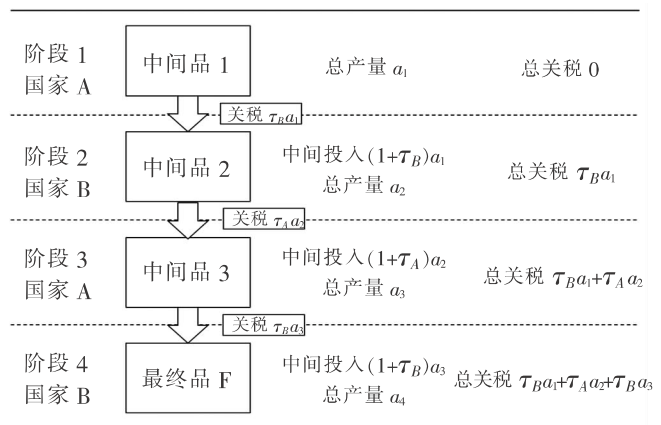 阶段 1
国家 A
中间品 1
总产量 a₁
总关税 0
关税 τ_B a₁
阶段 2
国家 B
中间品 2
中间投入(1+τ_B)a₁
总产量 a₂
总关税 τ_B a₁
关税 τ_A a₂
阶段 3
国家 A
中间品 3
中间投入(1+τ_A)a₂
总产量 a₃
总关税 τ_B a₁+τ_A a₂
关税 τ_B a₃
阶段 4
国家 B
最终品 F
中间投入(1+τ_B)a₃
总产量 a₄
总关税 τ_B a₁+τ_A a₂+τ_B a₃